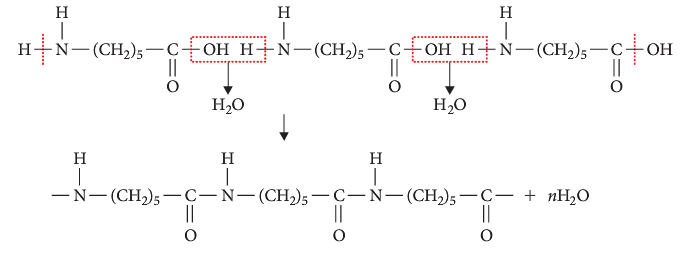 H H H
H—N—(CH₂)₅—C—OH H—N—(CH₂)₅—C—OH H—N—(CH₂)₅—C—OH
O O O
H₂O H₂O
H H H
—N—(CH₂)₅—C—N—(CH₂)₅—C—N—(CH₂)₅—C— + nH₂O
O O O